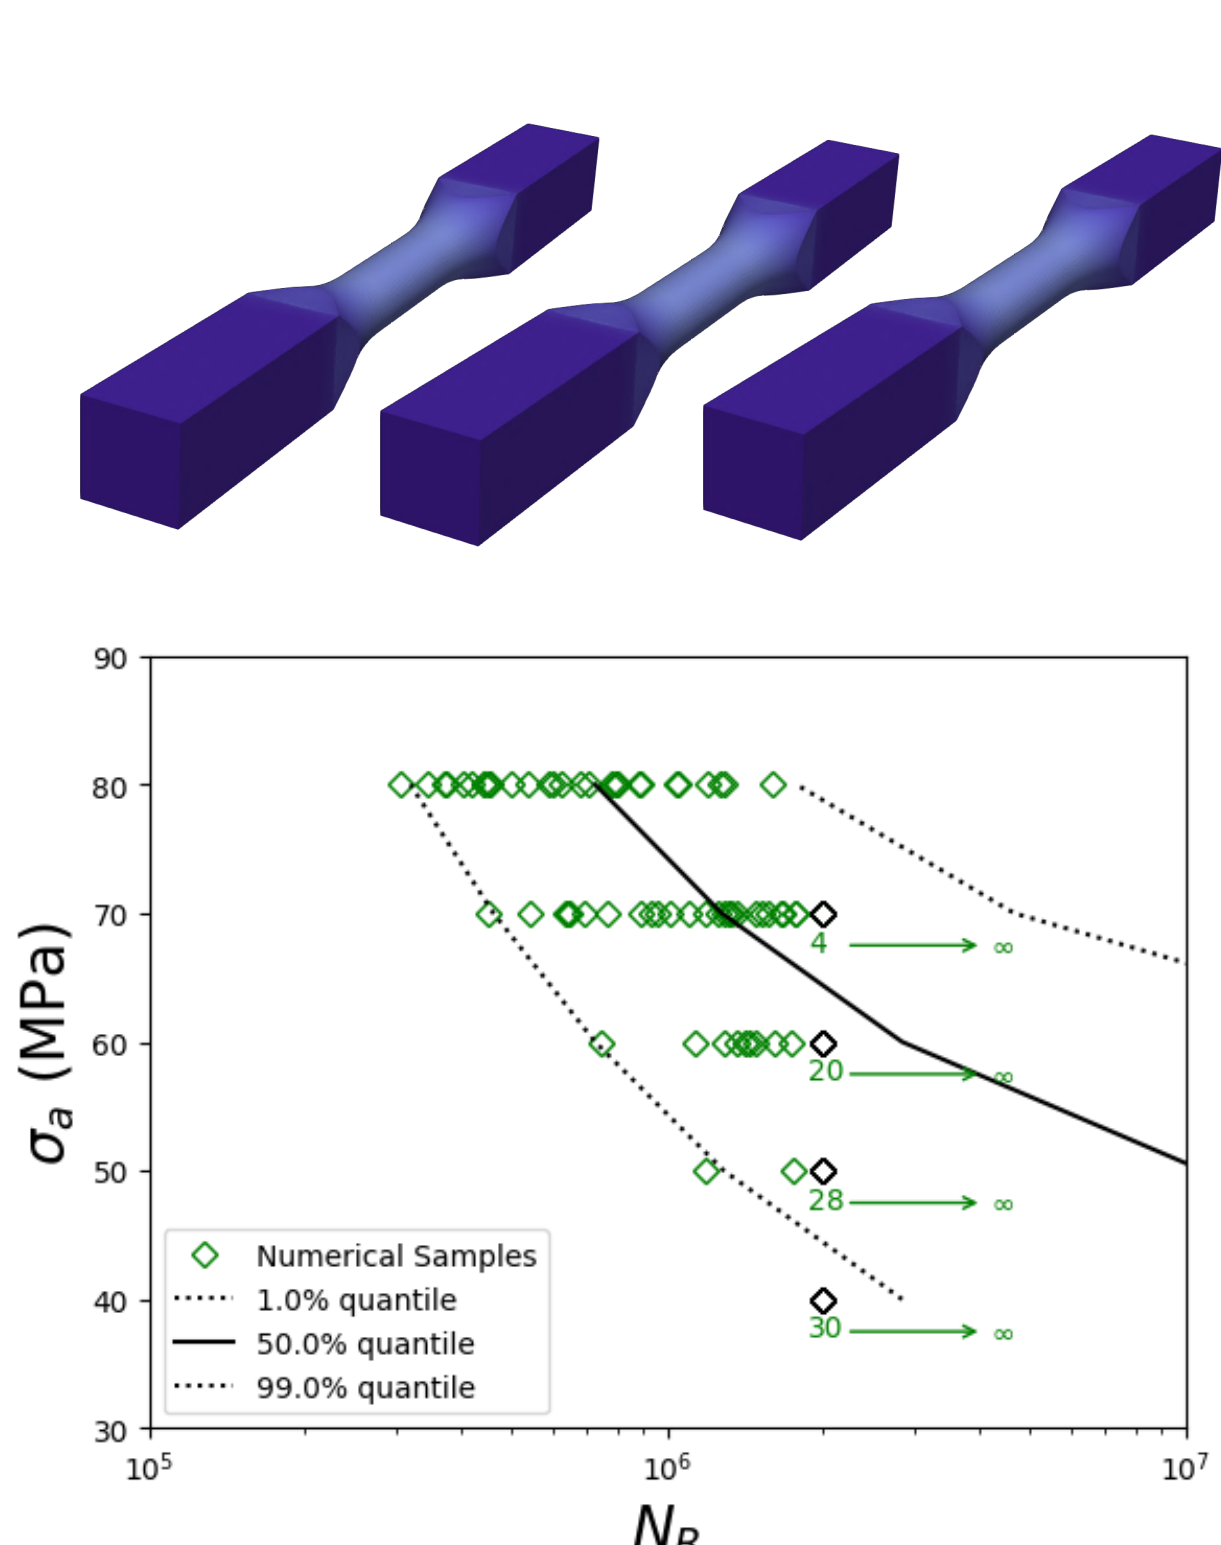 90
80
70
60
50
40
30
σa (MPa)
4 → ∞
20 → ∞
28 → ∞
30 → ∞
Numerical Samples
1.0% quantile
50.0% quantile
99.0% quantile
10⁵
10⁶
10⁷